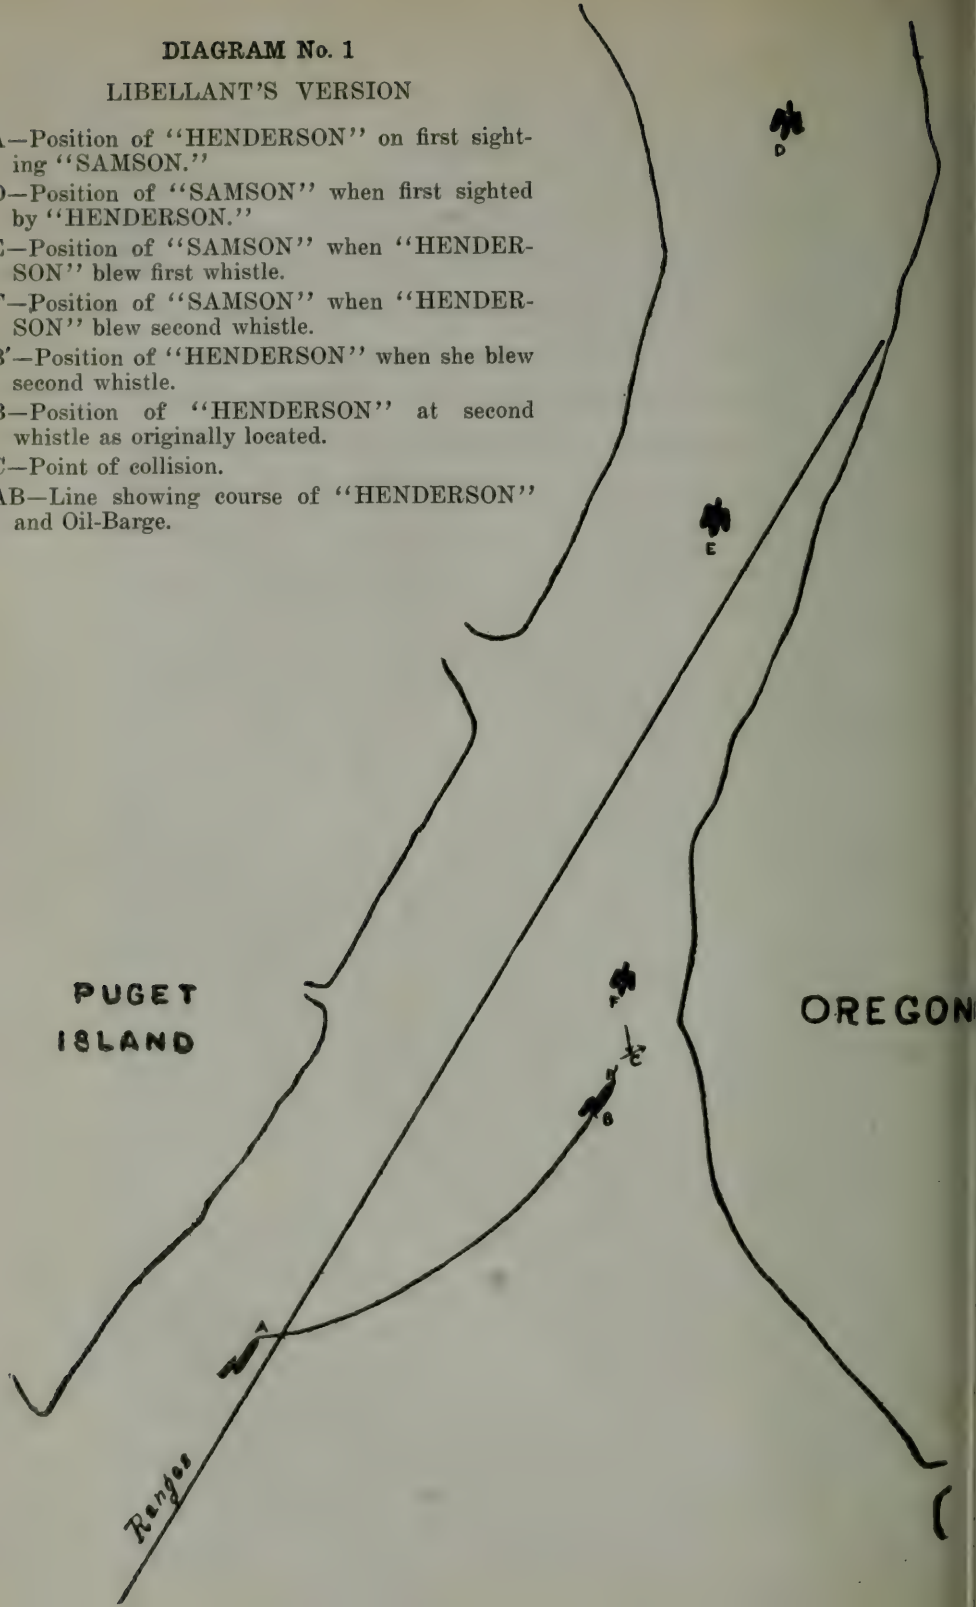 DIAGRAM No. 1
LIBELLANT'S VERSION
A—Position of "HENDERSON" on first sight-
ing "SAMSON."
D—Position of "SAMSON" when first sighted
by "HENDERSON."
E—Position of "SAMSON" when "HENDER-
SON" blew first whistle.
F—Position of "SAMSON" when "HENDER-
SON" blew second whistle.
B'—Position of "HENDERSON" when she blew
second whistle.
B—Position of "HENDERSON" at second
whistle as originally located.
C—Point of collision.
AB—Line showing course of "HENDERSON"
and Oil-Barge.
D
E
PUGET
ISLAND
OREGON
F
C
B'
B
A
Ranges